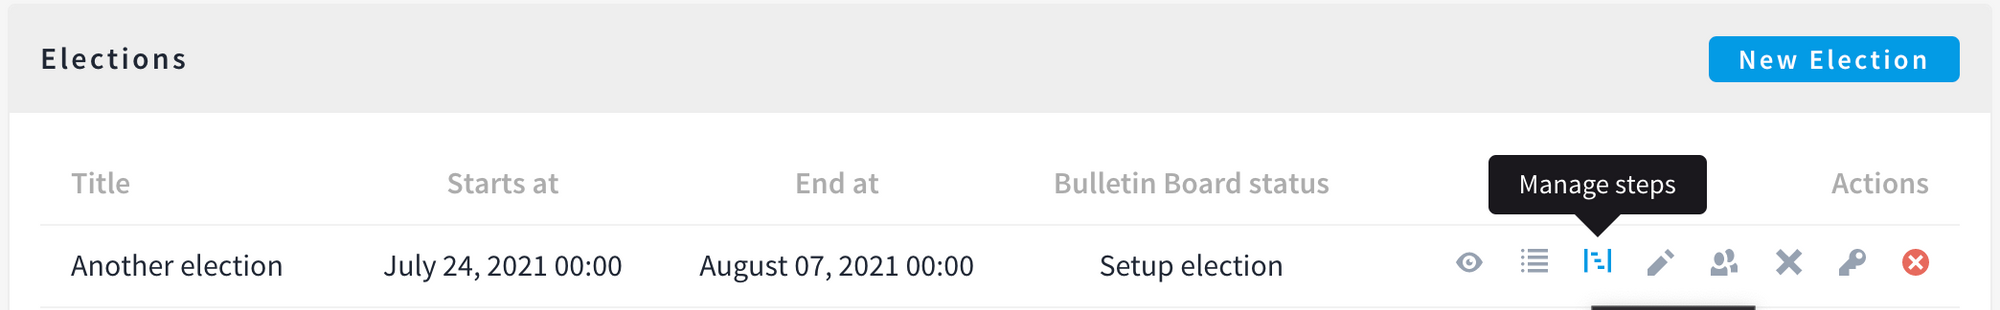 Elections
New Election
Title Starts at End at Bulletin Board status Manage steps Actions
Another election July 24, 2021 00:00 August 07, 2021 00:00 Setup election